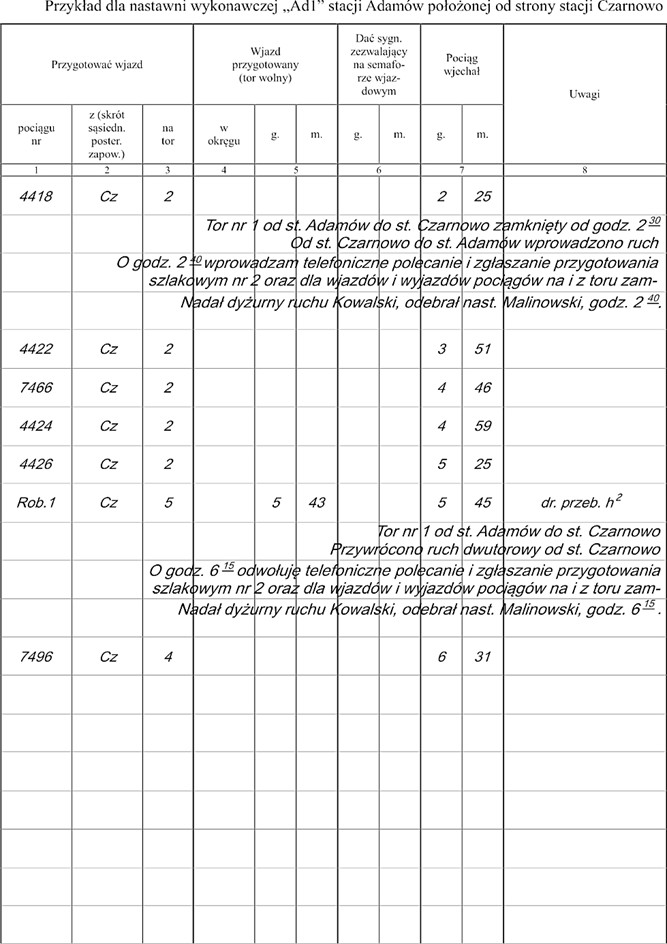 Przykład dla nastawni wykonawczej „Ad1” stacji Adamów położonej od strony stacji Czarnowo
Przygotować wjazd
Wjazd
przygotowany
(tor wolny)
Dać sygn.
zezwalający
na semafo-
rze wjaz-
dowym
Pociąg
wjechał
Uwagi
pociągu
nr
z (skrót
sąsiedn.
poster.
zapow.)
na
tor
w
okręgu
g. m. g. m. g. m.
1 2 3 4 5 6 7 8
4418 Cz 2 2 25
Tor nr 1 od st. Adamów do st. Czarnowo zamknięty od godz. 2 30
Od st. Czarnowo do st. Adamów wprowadzono ruch
O godz. 2 40 wprowadzam telefoniczne polecanie i zgłaszanie przygotowania
szlakowym nr 2 oraz dla wjazdów i wyjazdów pociągów na i z toru zam-
Nadał dyżurny ruchu Kowalski, odebrał nast. Malinowski, godz. 2 40.
4422 Cz 2 3 51
7466 Cz 2 4 46
4424 Cz 2 4 59
4426 Cz 2 5 25
Rob.1 Cz 5 5 43 5 45 dr. przeb. h2
Tor nr 1 od st. Adamów do st. Czarnowo
Przywrócono ruch dwutorowy od st. Czarnowo
O godz. 6 15 odwołuję telefoniczne polecanie i zgłaszanie przygotowania
szlakowym nr 2 oraz dla wjazdów i wyjazdów pociągów na i z toru zam-
Nadał dyżurny ruchu Kowalski, odebrał nast. Malinowski, godz. 6 15 .
7496 Cz 4 6 31